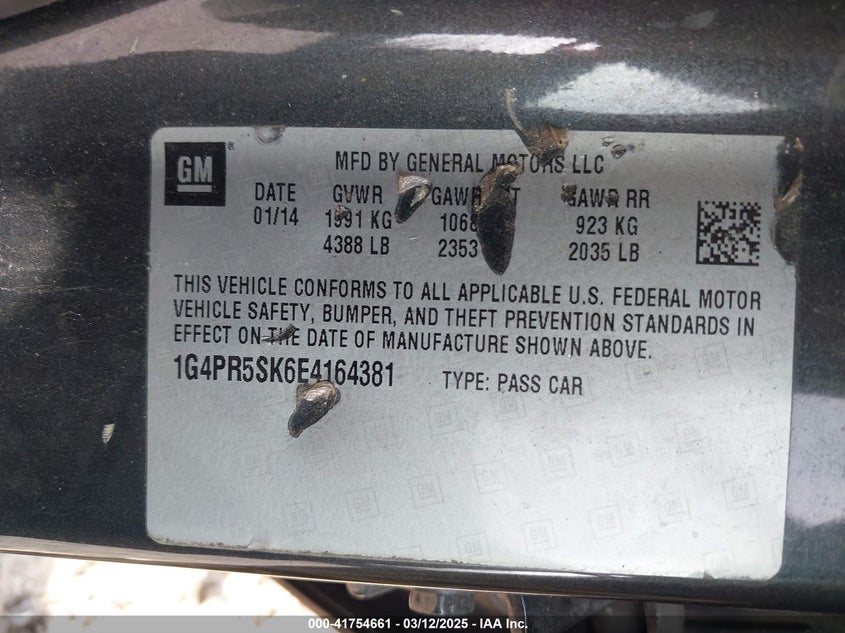 GM
MFD BY GENERAL MOTORS LLC
DATE GVWR GAWR RR
01/14 1991 KG 923 KG
4388 LB 2353 2035 LB
THIS VEHICLE CONFORMS TO ALL APPLICABLE U.S. FEDERAL MOTOR
VEHICLE SAFETY, BUMPER, AND THEFT PREVENTION STANDARDS IN
EFFECT ON THE DATE OF MANUFACTURE SHOWN ABOVE.
1G4PR5SK6E4164381 TYPE: PASS CAR
000-41754661 | 03/12/2025 - IAA Inc.